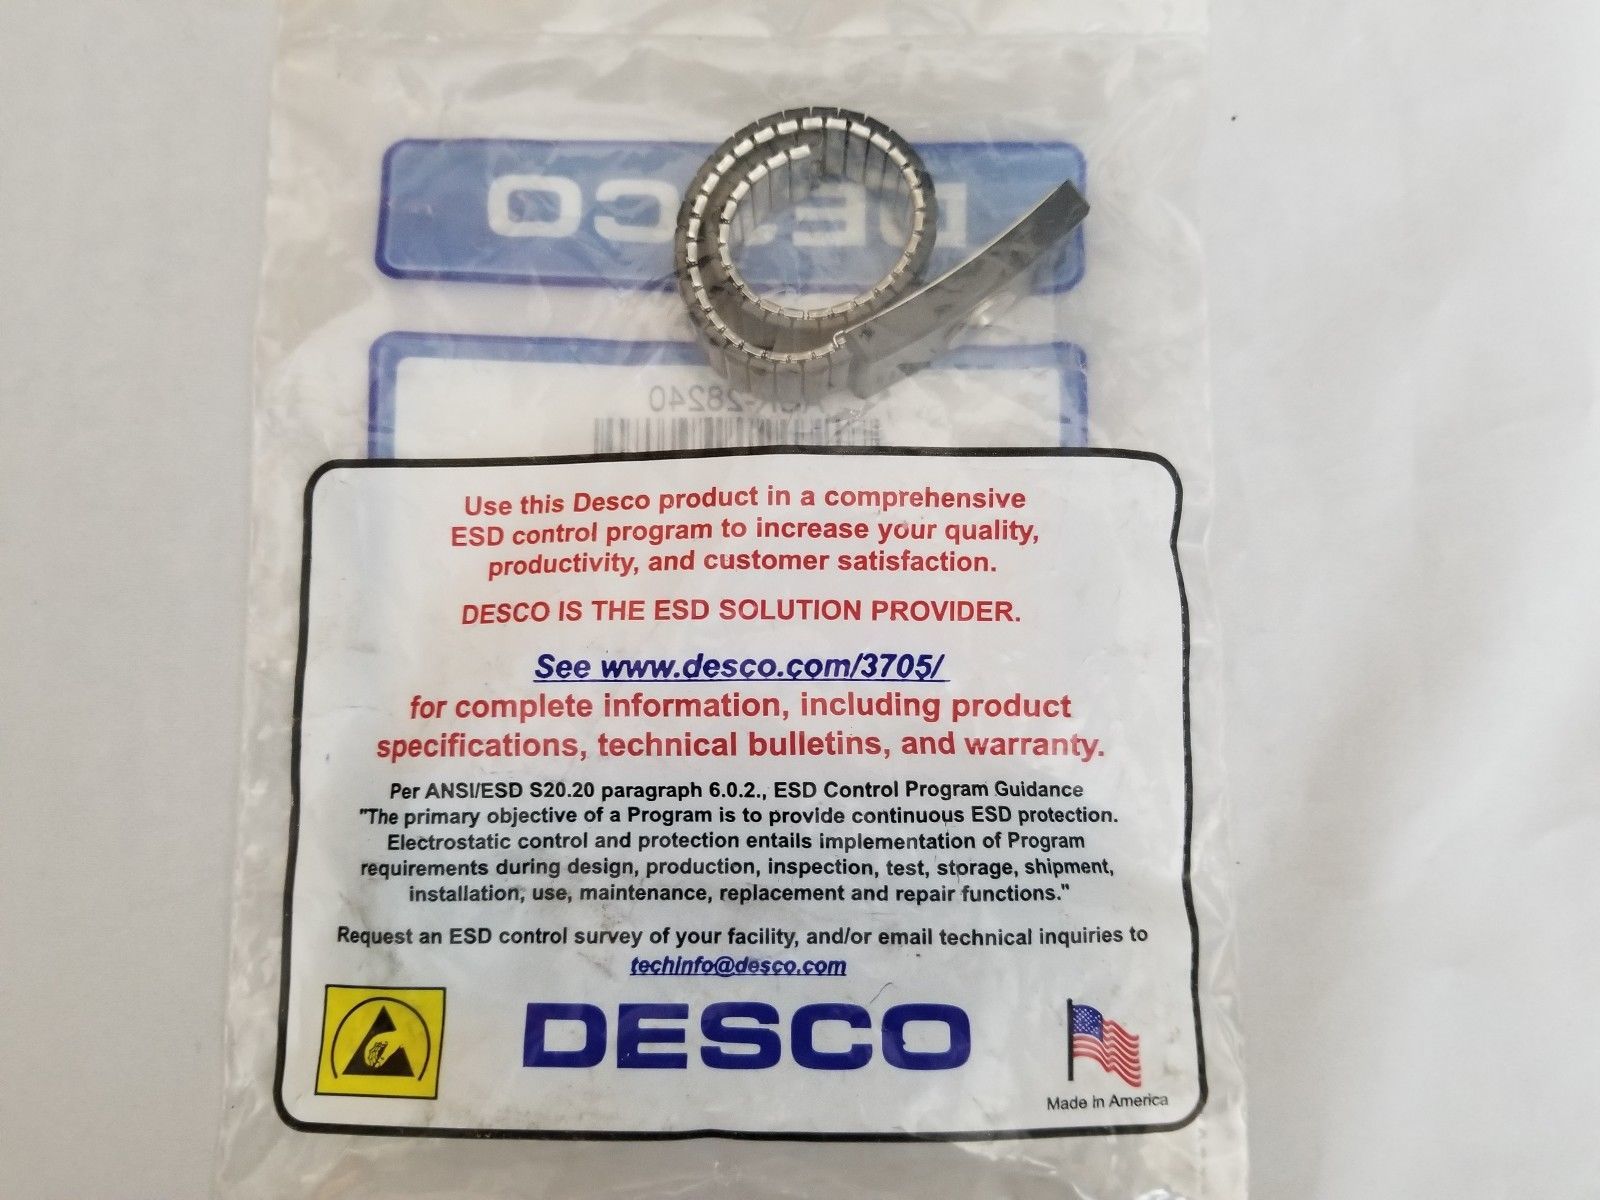 DESCO
-28240
Use this Desco product in a comprehensive
ESD control program to increase your quality,
productivity, and customer satisfaction.
DESCO IS THE ESD SOLUTION PROVIDER.
See www.desco.com/3705/
for complete information, including product
specifications, technical bulletins, and warranty.
Per ANSI/ESD S20.20 paragraph 6.0.2., ESD Control Program Guidance
"The primary objective of a Program is to provide continuous ESD protection.
Electrostatic control and protection entails implementation of Program
requirements during design, production, inspection, test, storage, shipment,
installation, use, maintenance, replacement and repair functions."
Request an ESD control survey of your facility, and/or email technical inquiries to
techinfo@desco.com
DESCO
Made in America